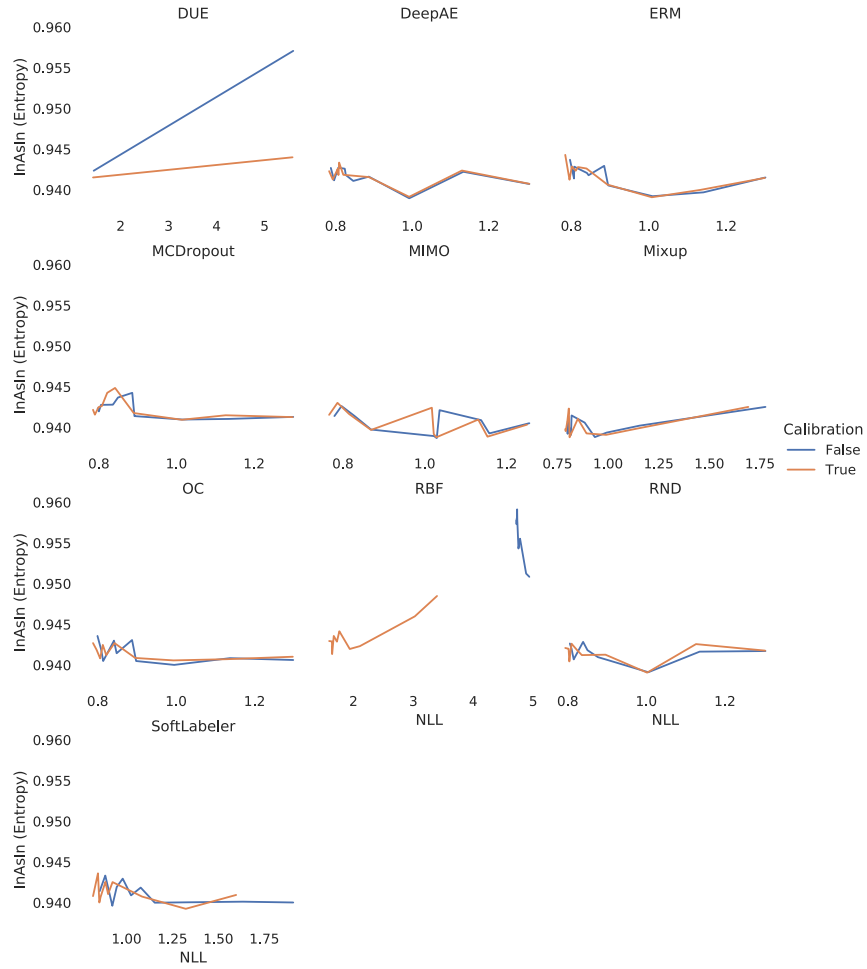 DUE DeepAE ERM
0.960
0.955
0.950
0.945
0.940
InAsIn (Entropy)
2 3 4 5 0.8 1.0 1.2 0.8 1.0 1.2
MCDropout MIMO Mixup
0.960
0.955
0.950
0.945
0.940
InAsIn (Entropy)
0.8 1.0 1.2 0.8 1.0 1.2 0.75 1.00 1.25 1.50 1.75
Calibration
False
True
OC RBF RND
0.960
0.955
0.950
0.945
0.940
InAsIn (Entropy)
0.8 1.0 1.2 2 3 4 5 0.8 1.0 1.2
NLL NLL
SoftLabeler
0.960
0.955
0.950
0.945
0.940
InAsIn (Entropy)
1.00 1.25 1.50 1.75
NLL